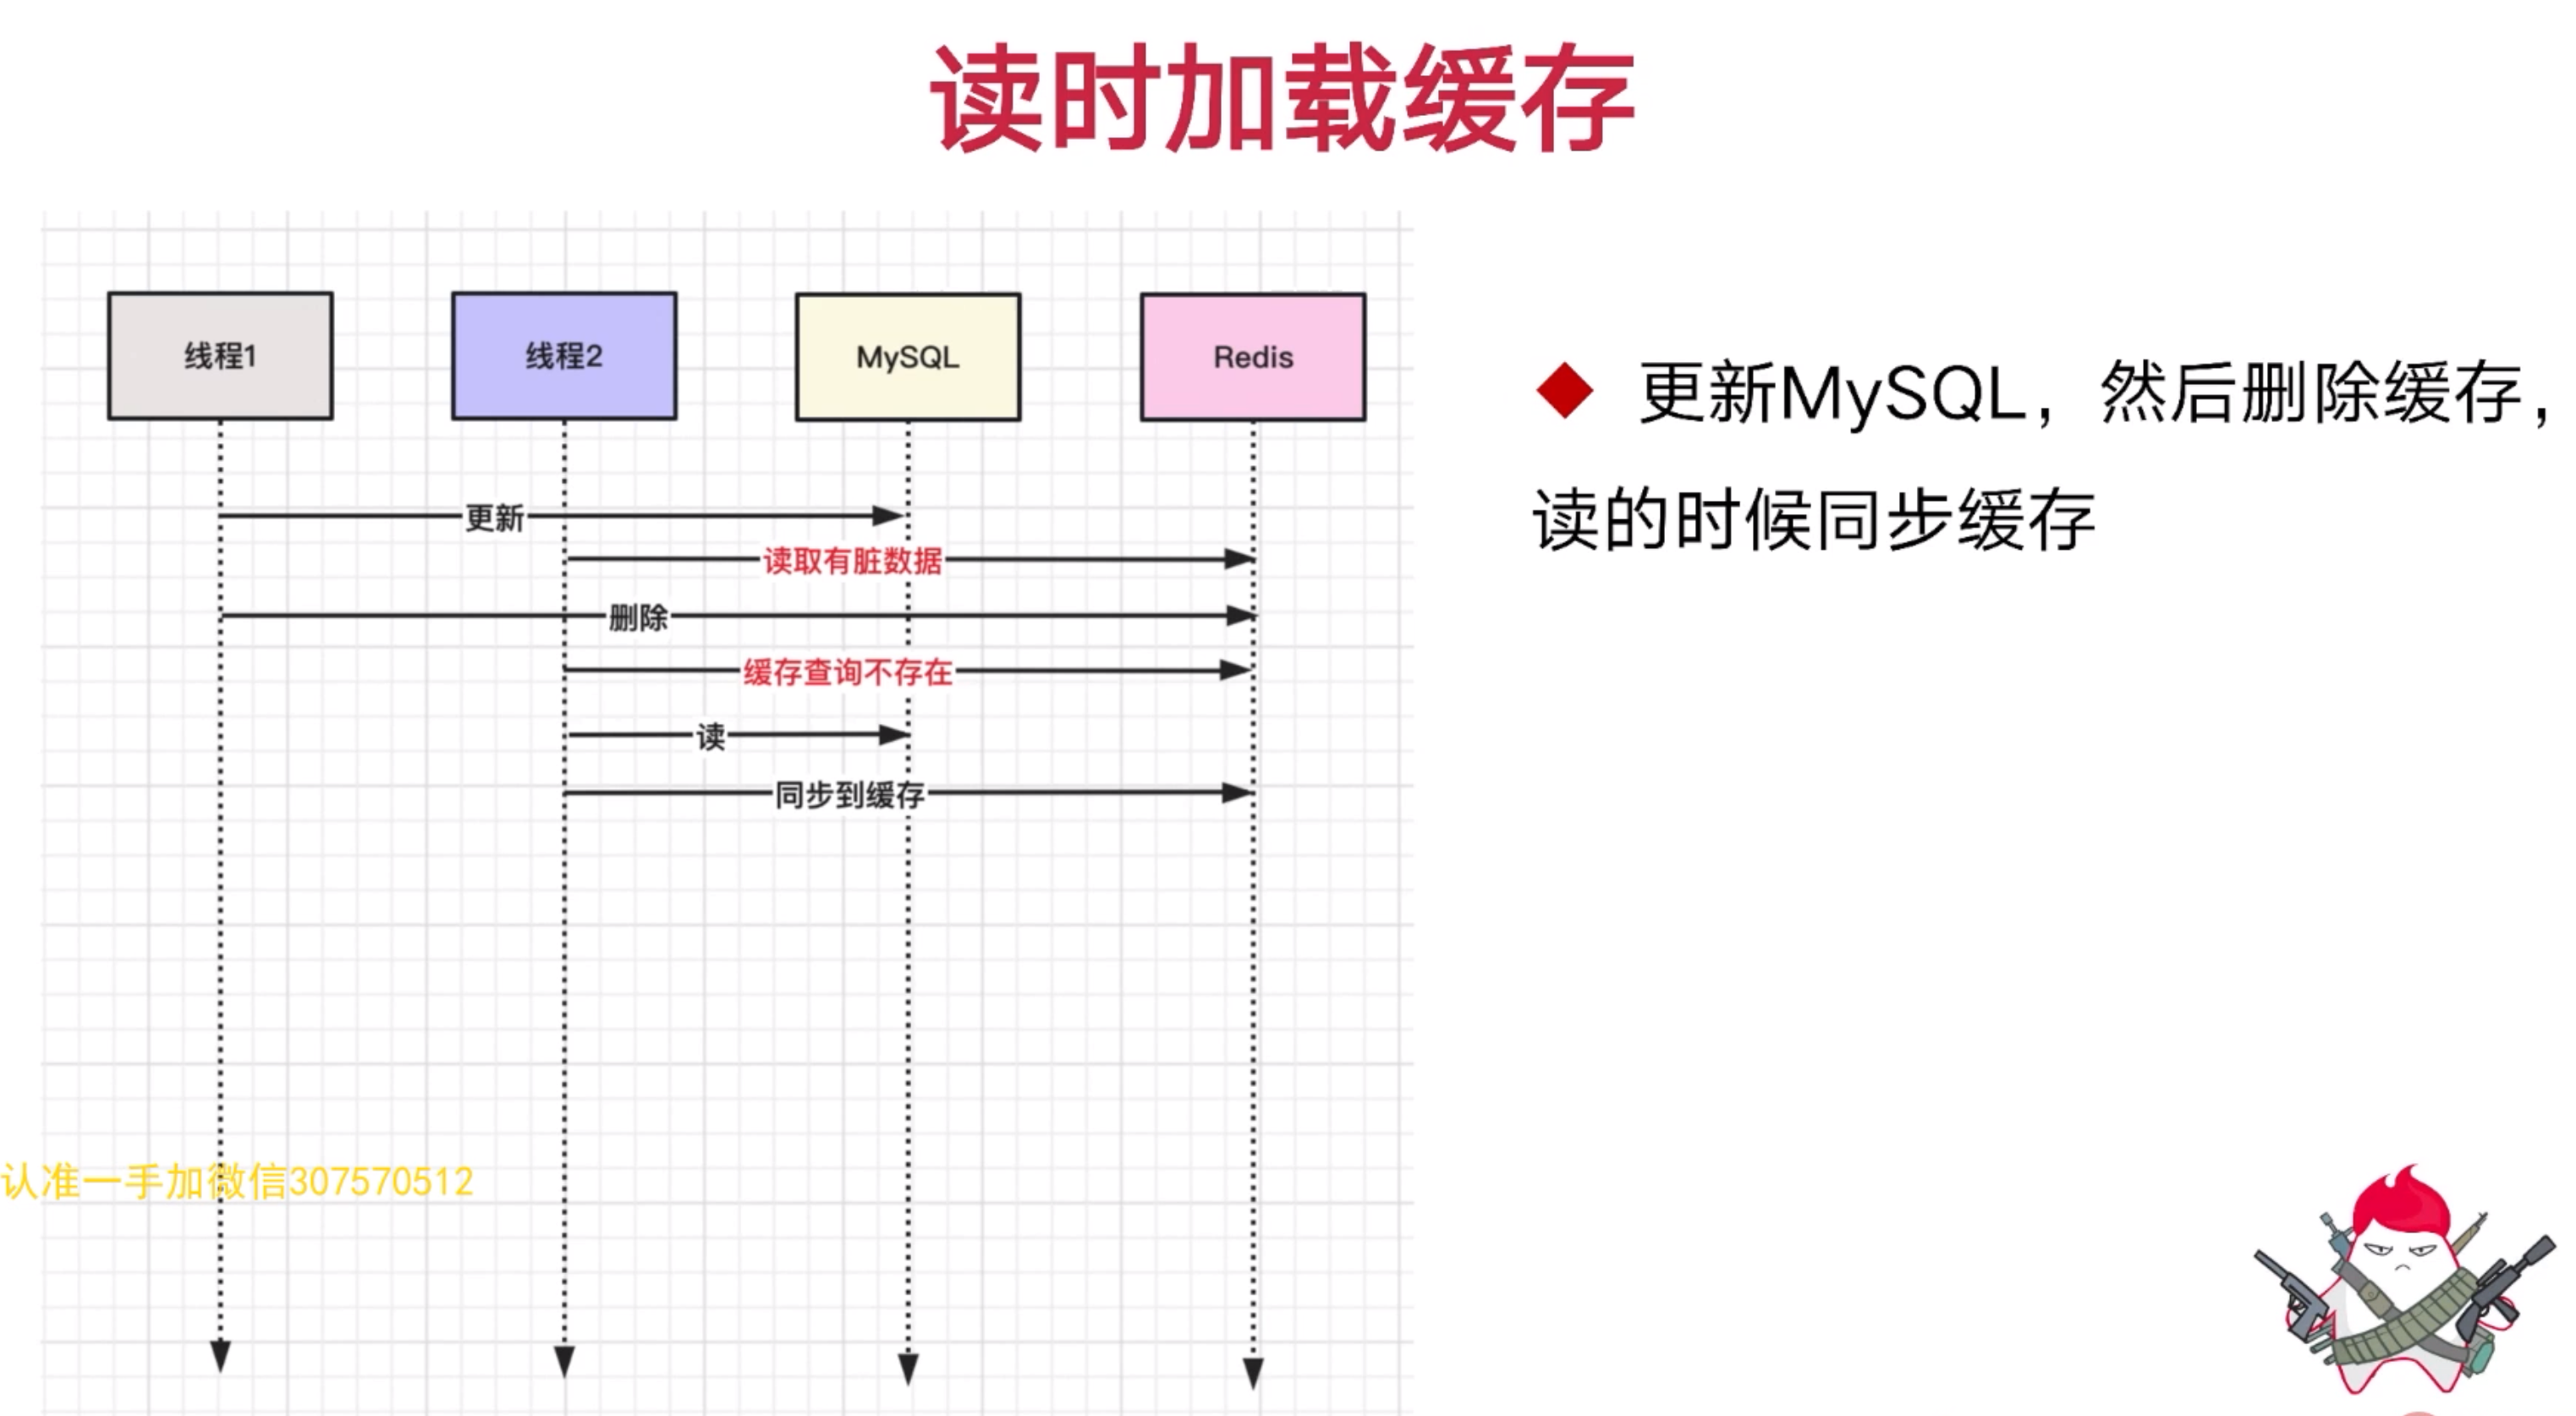 读时加载缓存
线程1
线程2
MySQL
Redis
更新
读取有脏数据
删除
缓存查询不存在
读
同步到缓存
更新MySQL，然后删除缓存，
读的时候同步缓存
认准一手加微信307570512